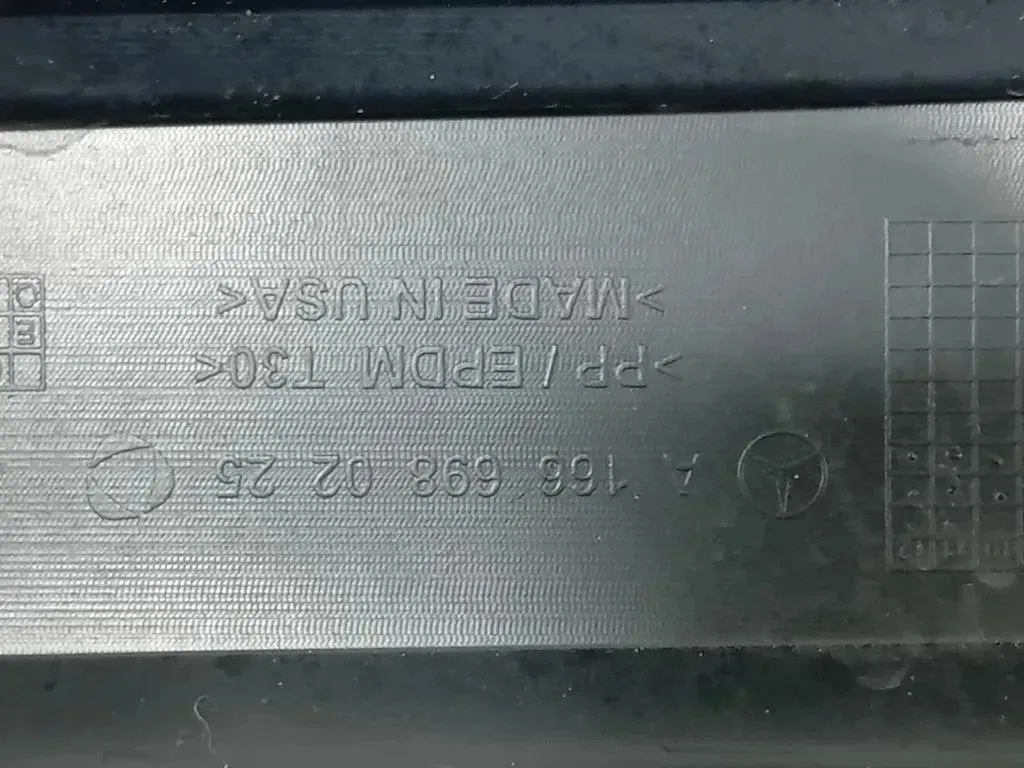 A 166 698 02 25
>PP / EPDM T30<
>MADE IN USA<